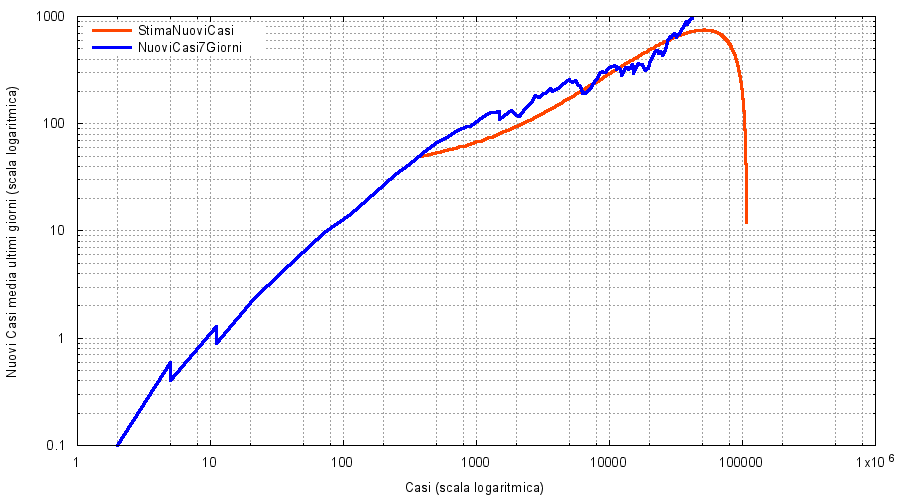 1000
StimaNuoviCasi
NuoviCasi7Giorni
100
10
1
0.1
Nuovi Casi media ultimi giorni (scala logaritmica)
1
10
100
1000
10000
100000
1x10 6
Casi (scala logaritmica)